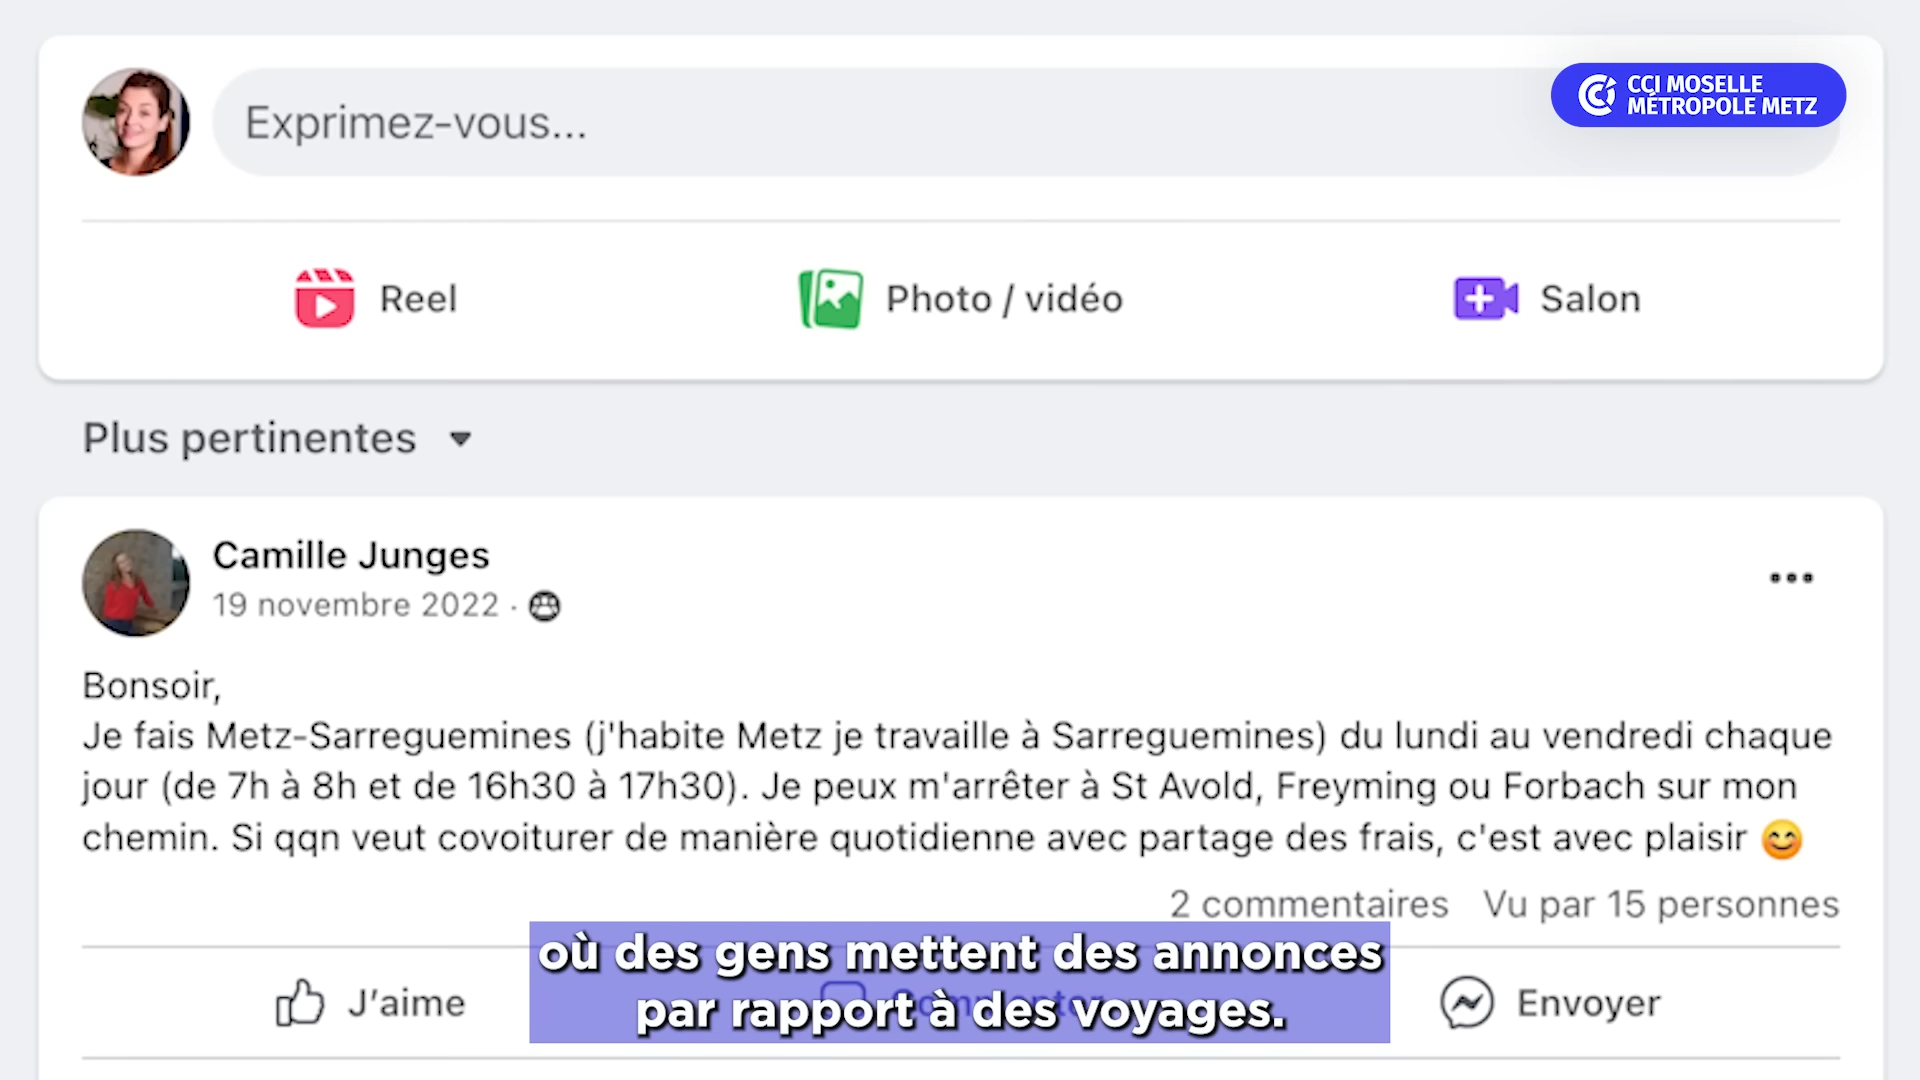 Exprimez-vous...
CCI MOSELLE
MÉTROPOLE METZ
Reel
Photo / vidéo
Salon
Plus pertinentes
Camille Junges
19 novembre 2022 ·
Bonsoir,
Je fais Metz-Sarreguemines (j'habite Metz je travaille à Sarreguemines) du lundi au vendredi chaque
jour (de 7h à 8h et de 16h30 à 17h30). Je peux m'arrêter à St Avold, Freyming ou Forbach sur mon
chemin. Si qqn veut covoiturer de manière quotidienne avec partage des frais, c'est avec plaisir 😊
2 commentaires Vu par 15 personnes
où des gens mettent des annonces
par rapport à des voyages.
J'aime
Envoyer